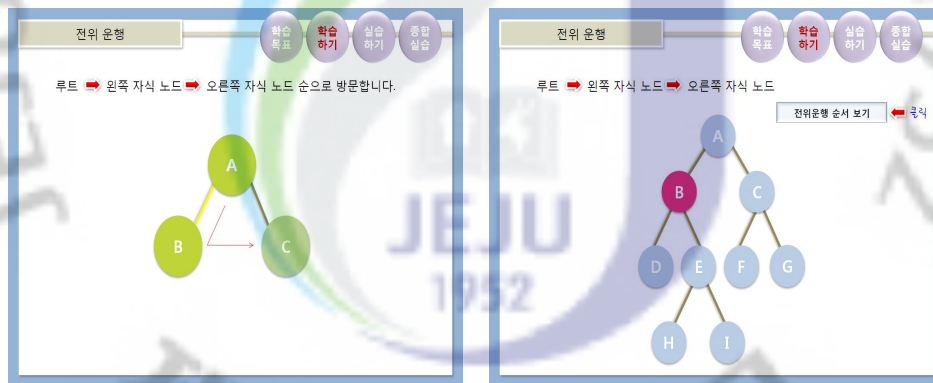 전위 운행
학습 목표
학습 하기
실습 하기
종합 실습
루트 왼쪽 자식 노드 오른쪽 자식 노드 순으로 방문합니다.
A
B
C
전위 운행
학습 목표
학습 하기
실습 하기
종합 실습
루트 왼쪽 자식 노드 오른쪽 자식 노드
전위운행 순서 보기 클릭
A
B
C
D
E
F
G
H
I
JEJU
1952